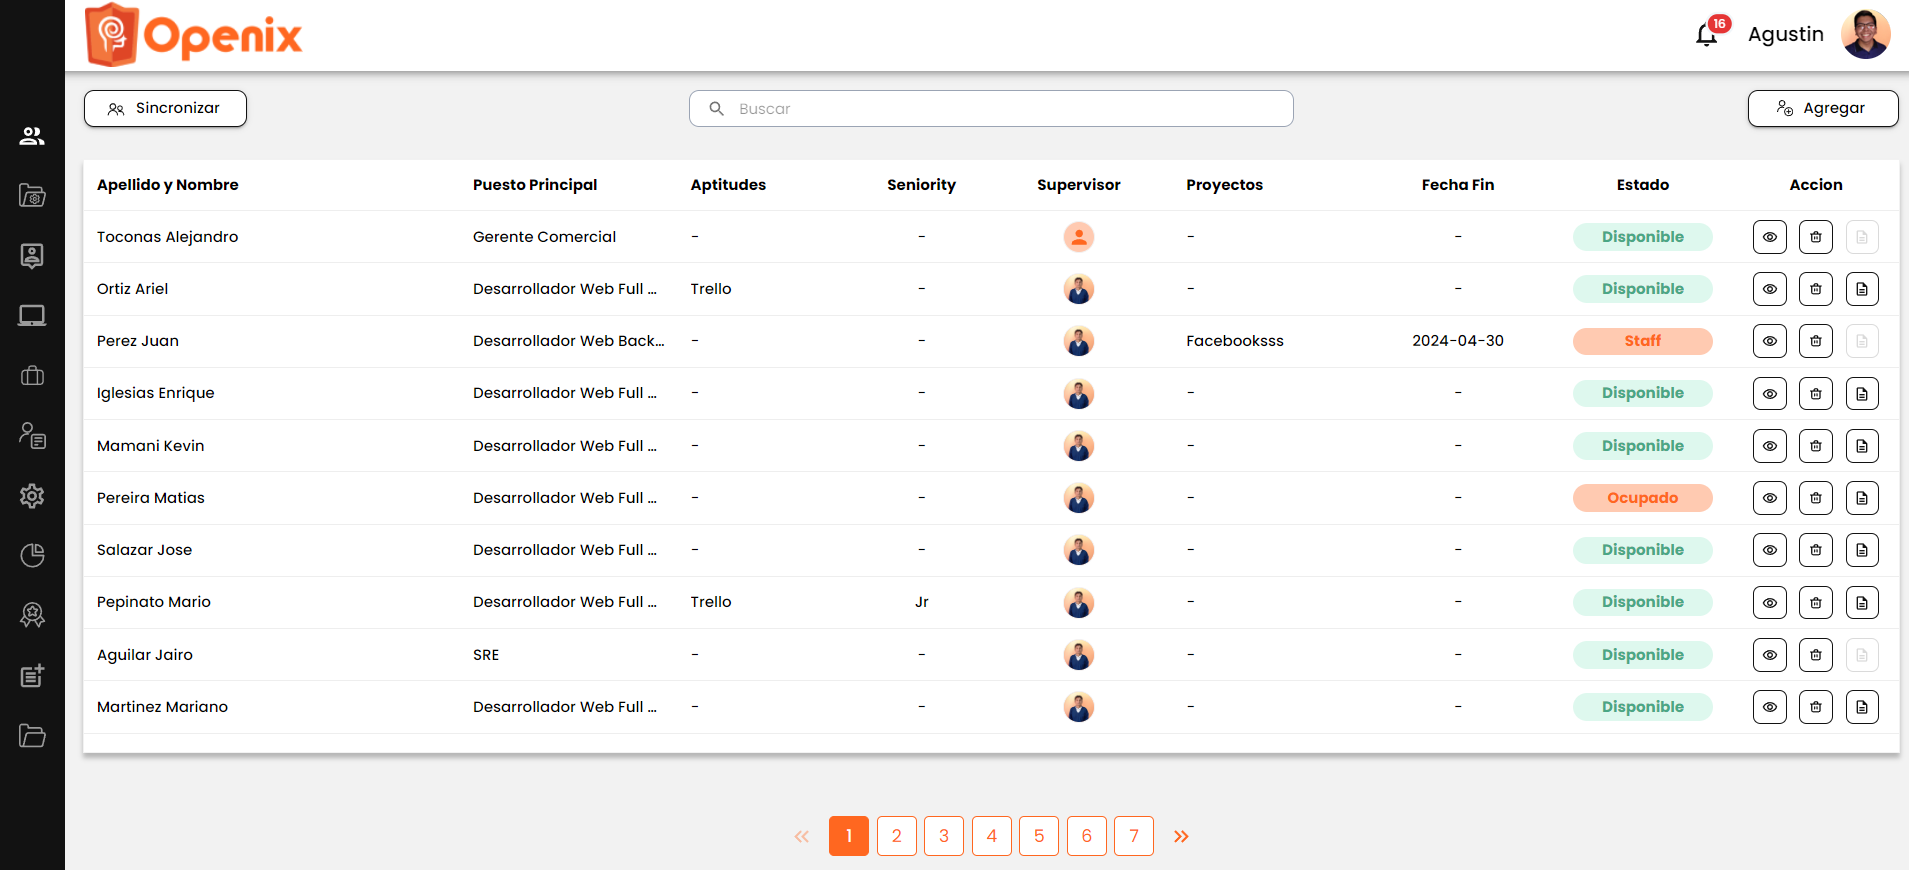 Openix
16
Agustin
Sincronizar
Buscar
Agregar
Apellido y Nombre Puesto Principal Aptitudes Seniority Supervisor Proyectos Fecha Fin Estado Accion
Toconas Alejandro Gerente Comercial - - - - Disponible
Ortiz Ariel Desarrollador Web Full ... Trello - - - Disponible
Perez Juan Desarrollador Web Back... - - Facebooksss 2024-04-30 Staff
Iglesias Enrique Desarrollador Web Full ... - - - - Disponible
Mamani Kevin Desarrollador Web Full ... - - - - Disponible
Pereira Matias Desarrollador Web Full ... - - - - Ocupado
Salazar Jose Desarrollador Web Full ... - - - - Disponible
Pepinato Mario Desarrollador Web Full ... Trello Jr - - Disponible
Aguilar Jairo SRE - - - - Disponible
Martinez Mariano Desarrollador Web Full ... - - - - Disponible
« 1 2 3 4 5 6 7 »